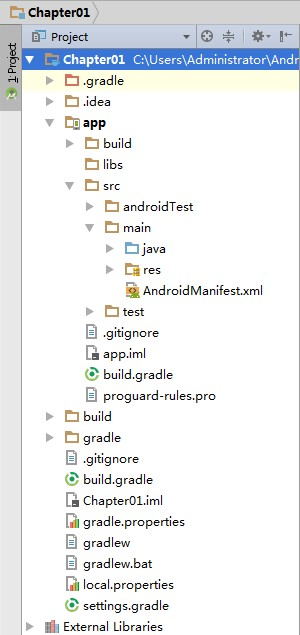 Chapter01
1: Project
Project
Chapter01 C:\Users\Administrator\Andr
.gradle
.idea
app
build
libs
src
androidTest
main
java
res
AndroidManifest.xml
test
.gitignore
app.iml
build.gradle
proguard-rules.pro
build
gradle
.gitignore
build.gradle
Chapter01.iml
gradle.properties
gradlew
gradlew.bat
local.properties
settings.gradle
External Libraries